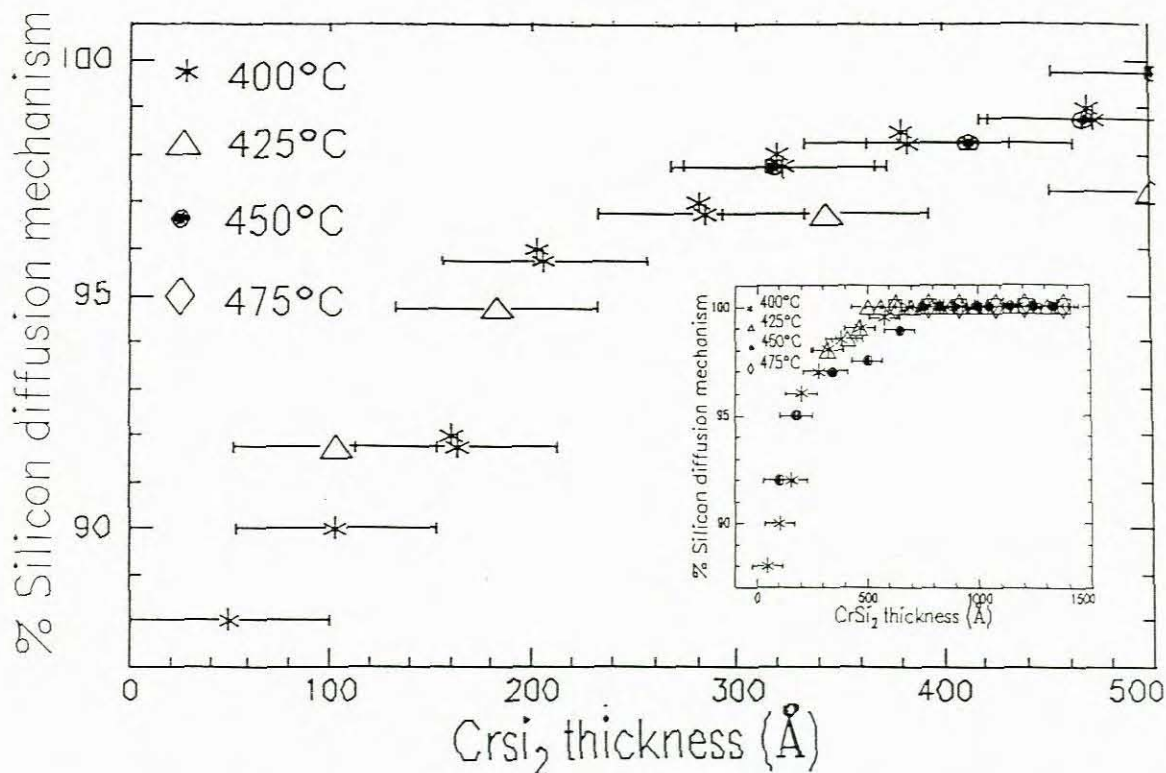 % Silicon diffusion mechanism
100
95
90
400°C
425°C
450°C
475°C
0 100 200 300 400 500
Crsi₂ thickness (Å)
% Silicon diffusion mechanism
100
95
90
400°C
425°C
450°C
475°C
0 500 1000 1500
CrSi₂ thickness (Å)